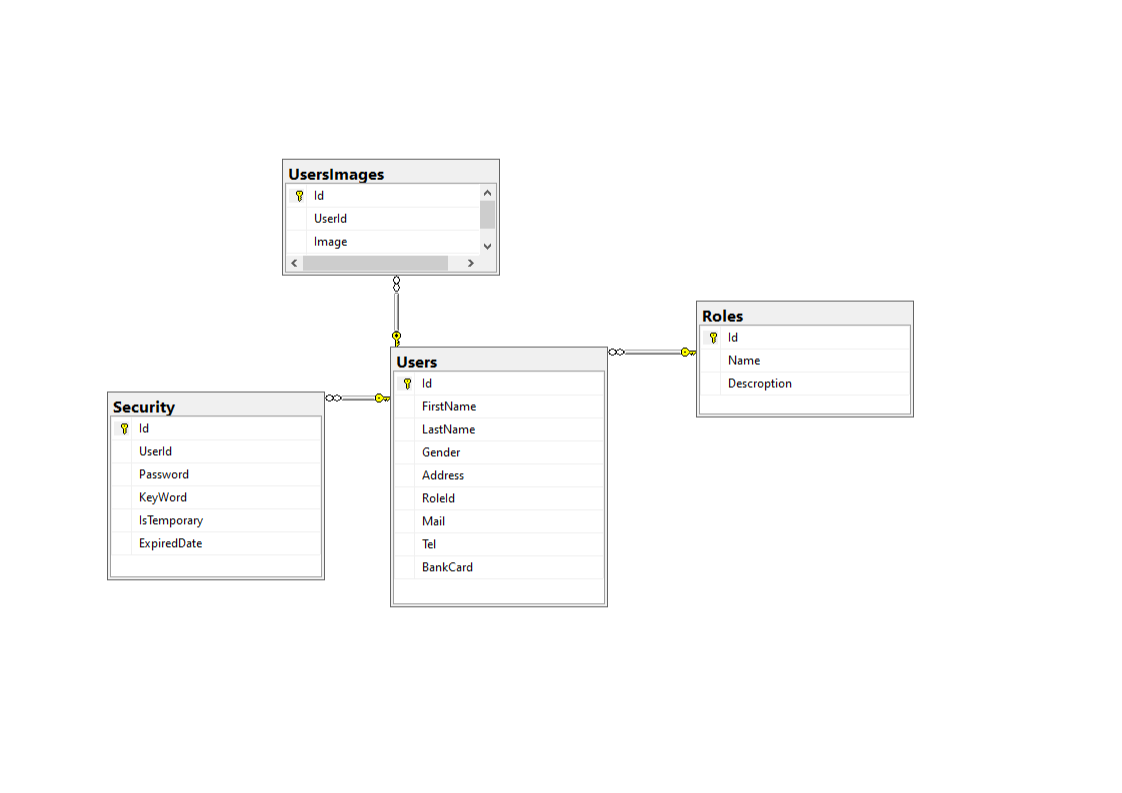 UsersImages
Id
UserId
Image
Roles
Id
Name
Descroption
Users
Id
FirstName
LastName
Gender
Address
RoleId
Mail
Tel
BankCard
Security
Id
UserId
Password
KeyWord
IsTemporary
ExpiredDate